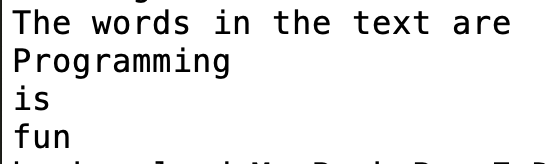 The words in the text are
Programming
is
fun